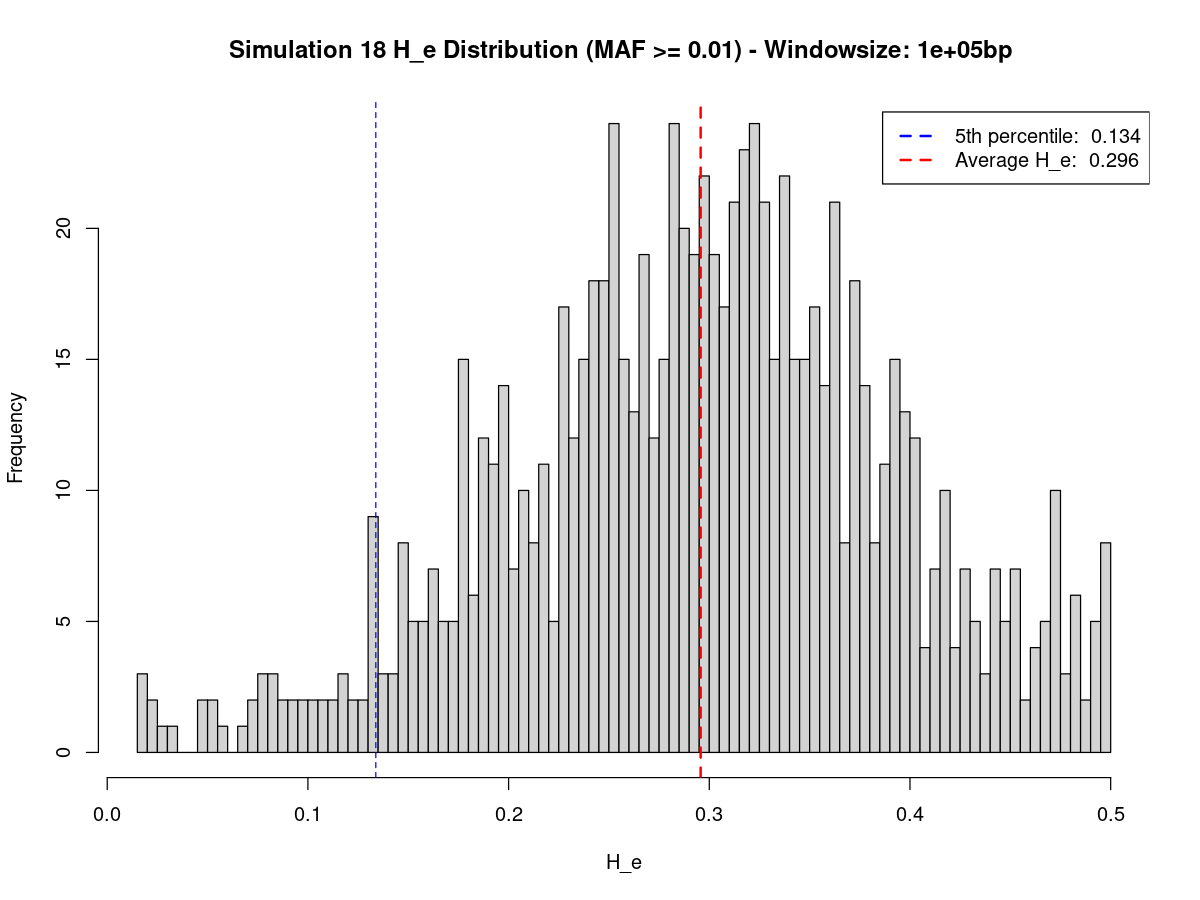 Simulation 18 H_e Distribution (MAF >= 0.01) - Windowsize: 1e+05bp
5th percentile: 0.134
Average H_e: 0.296
Frequency
20
15
10
5
0
0.0 0.1 0.2 0.3 0.4 0.5
H_e